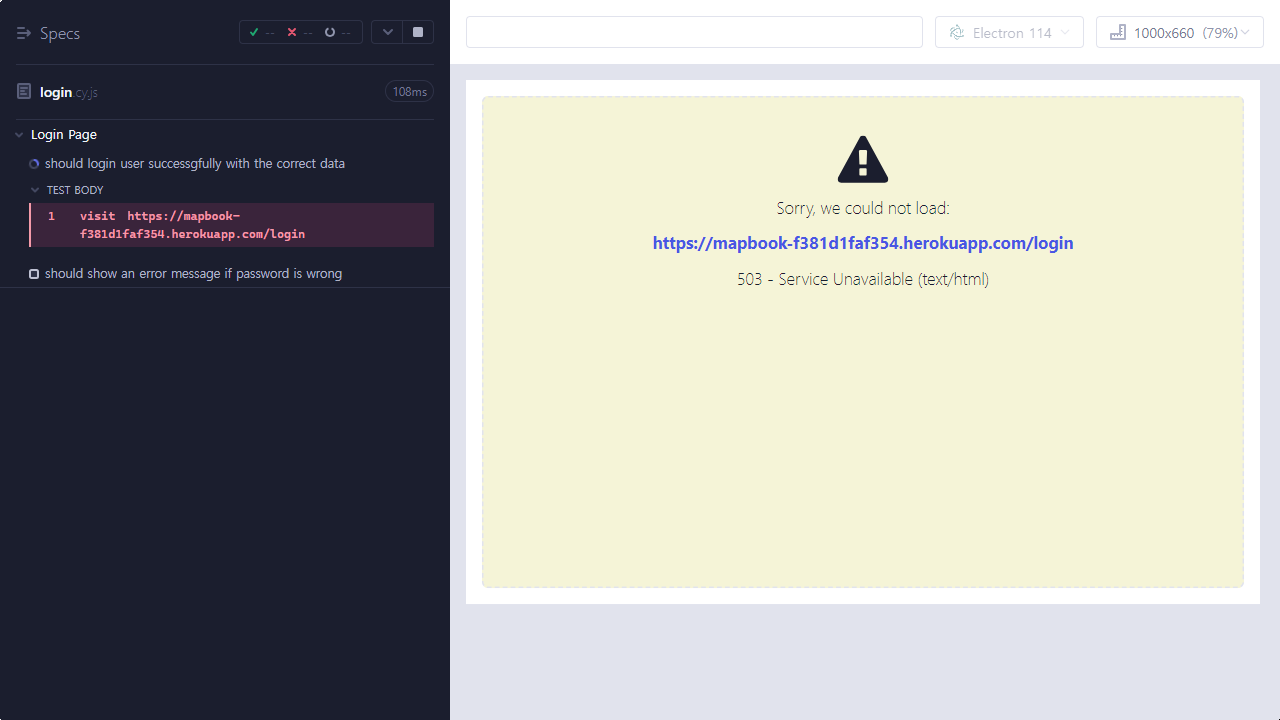 Specs
-- -- --
login.cy.js
108ms
Login Page
should login user successgfully with the correct data
TEST BODY
1 visit https://mapbook-
f381d1faf354.herokuapp.com/login
should show an error message if password is wrong
Electron 114
1000x660 (79%)
Sorry, we could not load:
https://mapbook-f381d1faf354.herokuapp.com/login
503 - Service Unavailable (text/html)